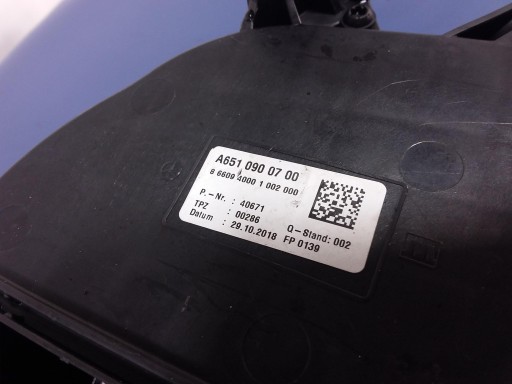 A651 090 07 00
8 6609 4000 1 002 000
P.-Nr. : 40671
TPZ : 00286 Q-Stand: 002
Datum : 29.10.2018 FP 0139